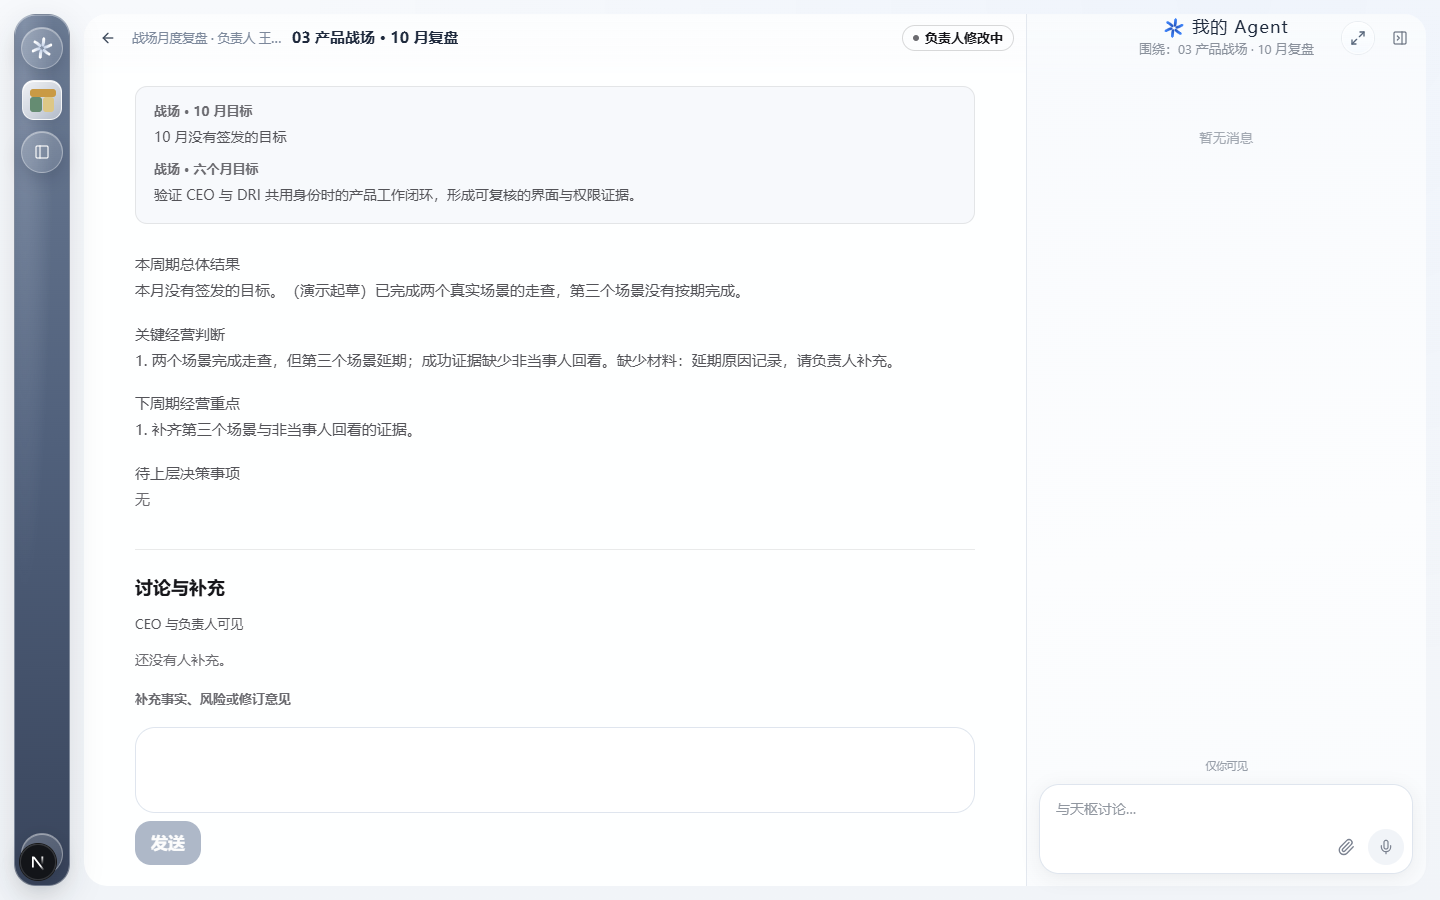 战场月度复盘 · 负责人 王...
03 产品战场 • 10 月复盘
负责人修改中
战场 • 10 月目标
10 月没有签发的目标
战场 • 六个月目标
验证 CEO 与 DRI 共用身份时的产品工作闭环，形成可复核的界面与权限证据。
本周期总体结果
本月没有签发的目标。（演示起草）已完成两个真实场景的走查，第三个场景没有按期完成。
关键经营判断
1. 两个场景完成走查，但第三个场景延期；成功证据缺少非当事人回看。缺少材料：延期原因记录，请负责人补充。
下周期经营重点
1. 补齐第三个场景与非当事人回看的证据。
待上层决策事项
无
讨论与补充
CEO 与负责人可见
还没有人补充。
补充事实、风险或修订意见
发送
我的 Agent
围绕：03 产品战场 · 10 月复盘
暂无消息
仅你可见
与天枢讨论...
N